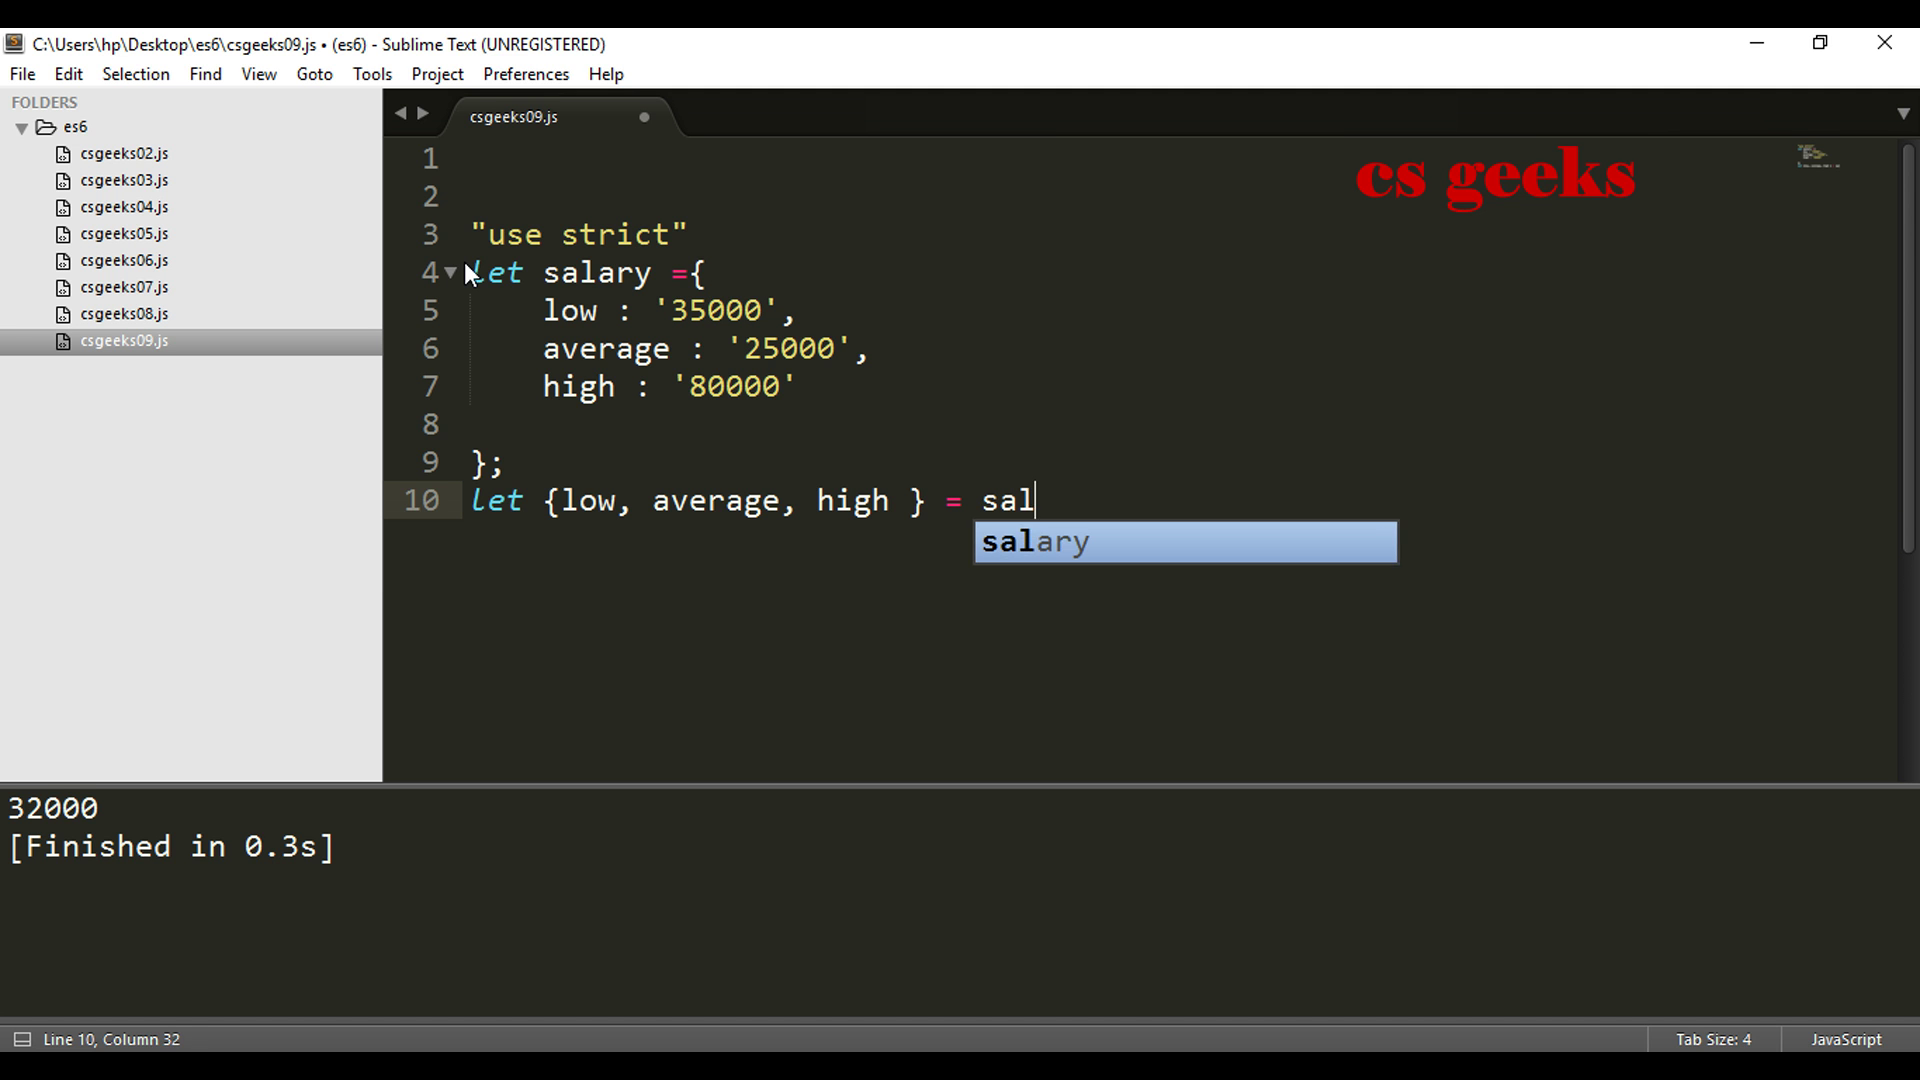 C:\Users\hp\Desktop\es6\csgeeks09.js • (es6) - Sublime Text (UNREGISTERED)
File Edit Selection Find View Goto Tools Project Preferences Help
FOLDERS
es6
csgeeks02.js
csgeeks03.js
csgeeks04.js
csgeeks05.js
csgeeks06.js
csgeeks07.js
csgeeks08.js
csgeeks09.js
csgeeks09.js
cs geeks
1
2
3 "use strict"
4 let salary ={
5 low : '35000',
6 average : '25000',
7 high : '80000'
8
9 };
10 let {low, average, high } = sal
salary
32000
[Finished in 0.3s]
Line 10, Column 32
Tab Size: 4
JavaScript